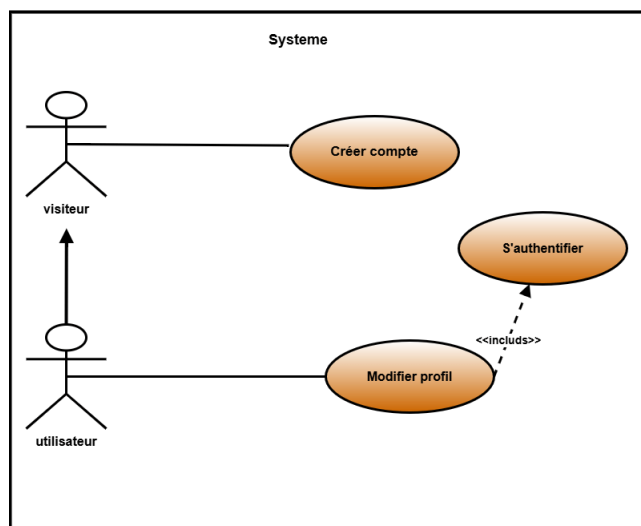 Systeme
Créer compte
visiteur
S'authentifier
<<includs>>
Modifier profil
utilisateur